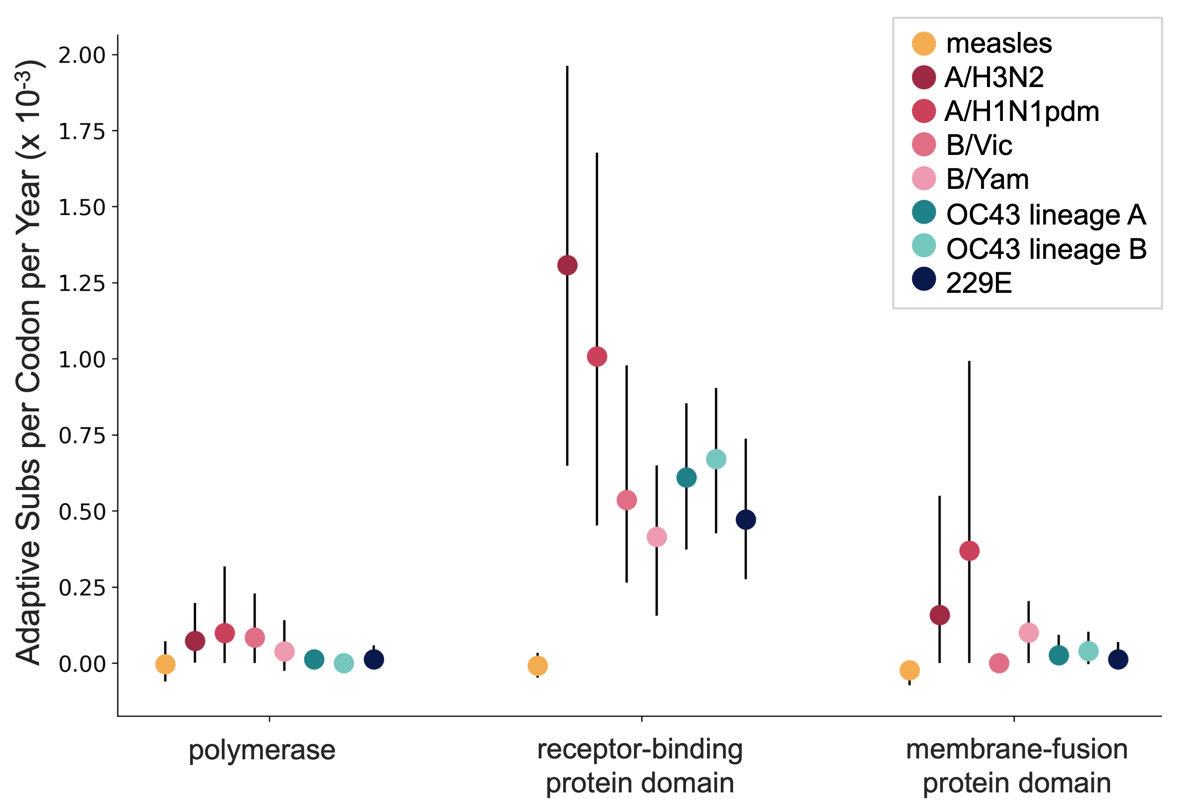 measles
A/H3N2
A/H1N1pdm
B/Vic
B/Yam
OC43 lineage A
OC43 lineage B
229E
Adaptive Subs per Codon per Year (x 10-3)
2.00
1.75
1.50
1.25
1.00
0.75
0.50
0.25
0.00
polymerase
receptor-binding
protein domain
membrane-fusion
protein domain